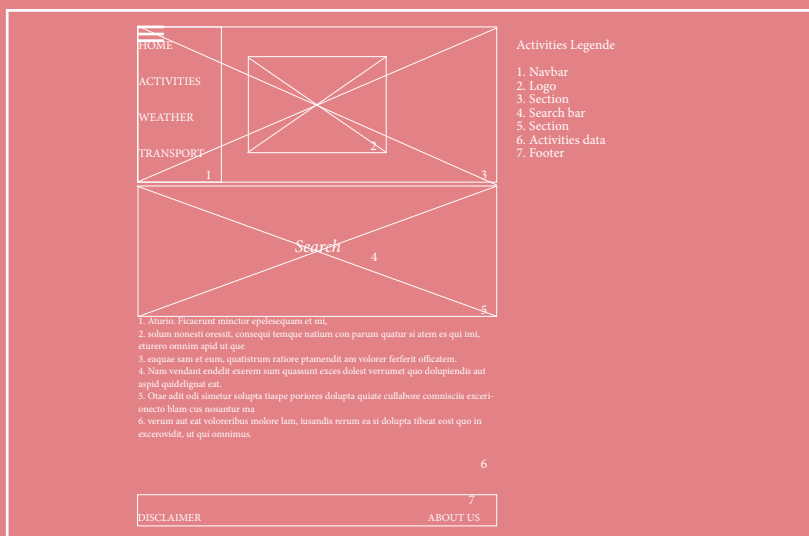 HOME
ACTIVITIES
WEATHER
TRANSPORT
1
2
3
Search
4
5
1. Aturio. Ficaerunt minctor epelesequam et mi,
2. solum nonesti oressit, consequi temque natium con parum quatur si atem es qui imi,
eturero omnim apid ut que
3. eaquae sam et eum, quatistrum ratiore ptamendit am volorer ferferit officatem.
4. Nam vendant endelit exerem sum quassunt exces dolest verrumet quo dolupiendis aut
aspid quidelignat eat.
5. Otae adit odi simetur solupta tiaspe poriores dolupta quiate cullabore comnisciis exceri-
onecto blam cus nosantur ma
6. verum aut eat voloreribus molore lam, iusandis rerum ea si dolupta tibeat eost quo in
excerovidit, ut qui omnimus.
6
7
DISCLAIMER ABOUT US
Activities Legende
1. Navbar
2. Logo
3. Section
4. Search bar
5. Section
6. Activities data
7. Footer